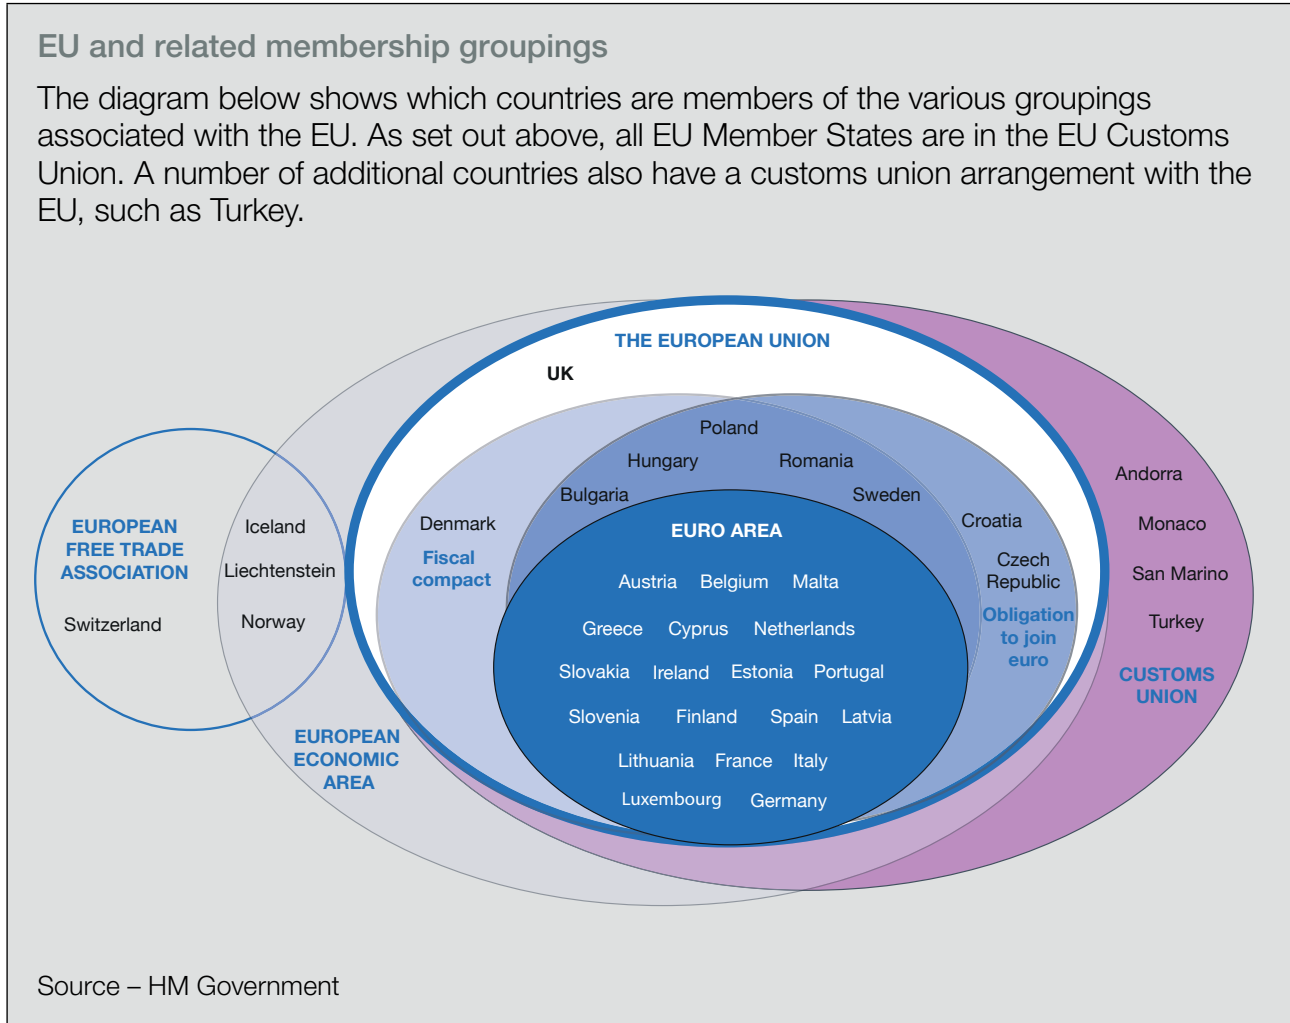 EU and related membership groupings
The diagram below shows which countries are members of the various groupings
associated with the EU. As set out above, all EU Member States are in the EU Customs
Union. A number of additional countries also have a customs union arrangement with the
EU, such as Turkey.
THE EUROPEAN UNION
UK
Poland
Hungary Romania
Bulgaria Sweden
Denmark
Fiscal
compact
Croatia
Czech
Republic
Obligation
to join
euro
EURO AREA
Austria Belgium Malta
Greece Cyprus Netherlands
Slovakia Ireland Estonia Portugal
Slovenia Finland Spain Latvia
Lithuania France Italy
Luxembourg Germany
EUROPEAN
FREE TRADE
ASSOCIATION
Switzerland
Iceland
Liechtenstein
Norway
EUROPEAN
ECONOMIC
AREA
Andorra
Monaco
San Marino
Turkey
CUSTOMS
UNION
Source – HM Government